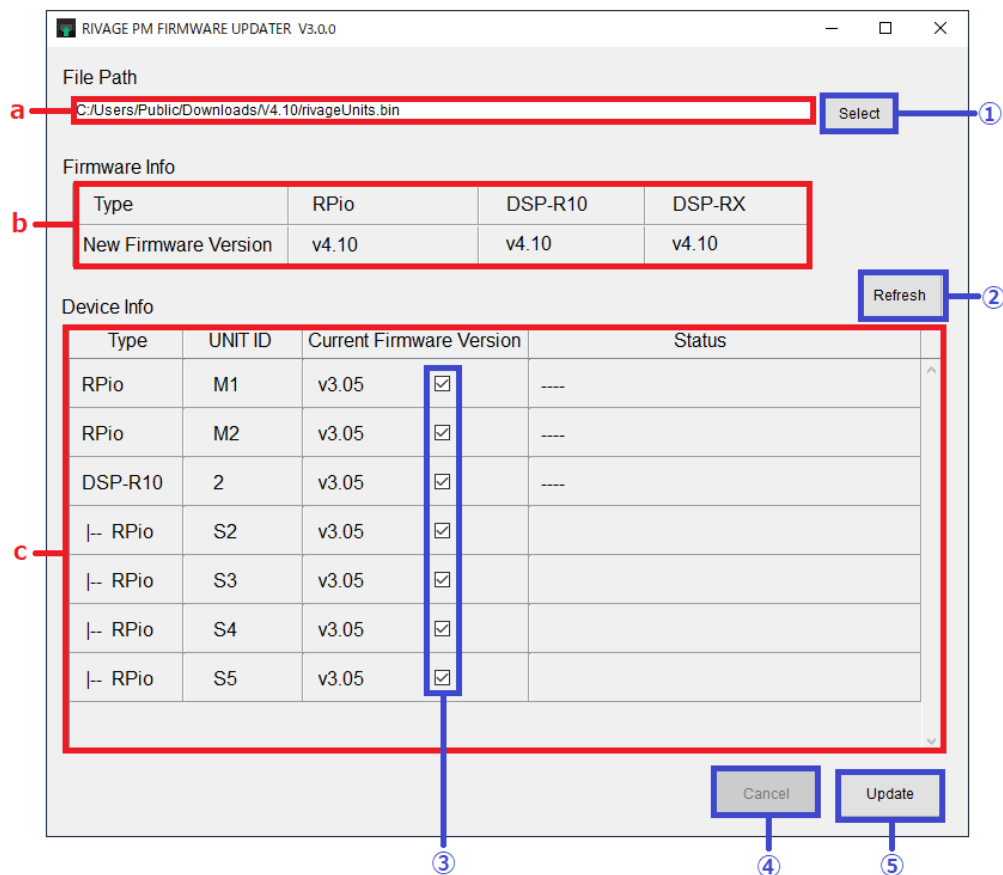 RIVAGE PM FIRMWARE UPDATER V3.0.0
File Path
a C:/Users/Public/Downloads/V4.10/rivageUnits.bin Select ①
Firmware Info
b
Type RPio DSP-R10 DSP-RX
New Firmware Version v4.10 v4.10 v4.10
Refresh ②
Device Info
Type UNIT ID Current Firmware Version Status
RPio M1 v3.05 ----
RPio M2 v3.05 ----
DSP-R10 2 v3.05 ----
|-- RPio S2 v3.05
c
|-- RPio S3 v3.05
|-- RPio S4 v3.05
|-- RPio S5 v3.05
Cancel Update
③ ④ ⑤